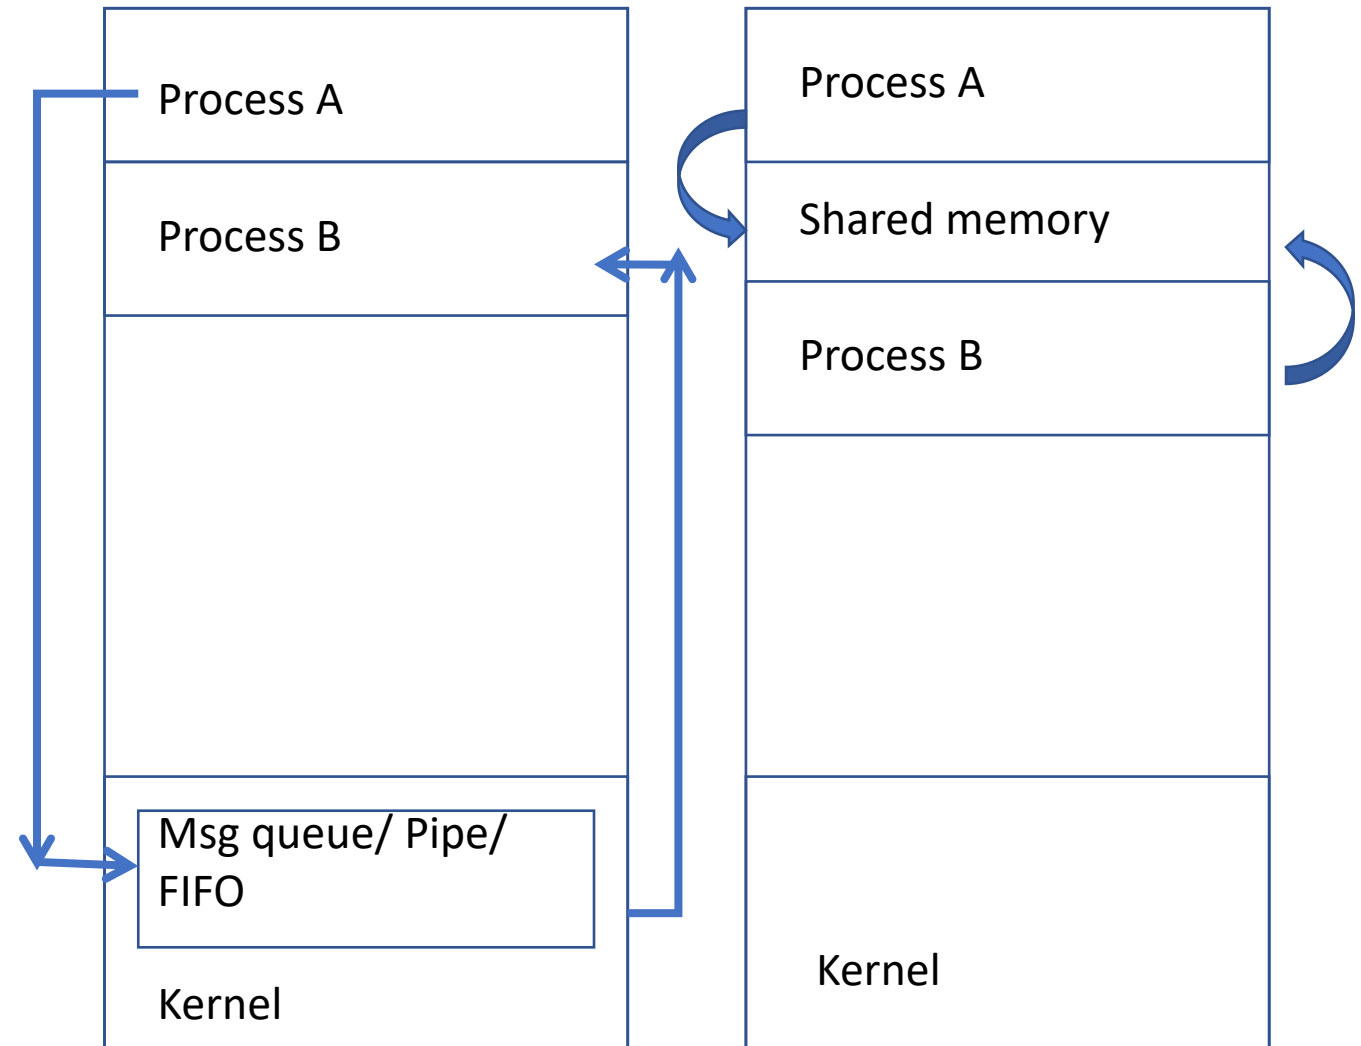 Process A
Process B
Msg queue/ Pipe/
FIFO
Kernel
Process A
Shared memory
Process B
Kernel